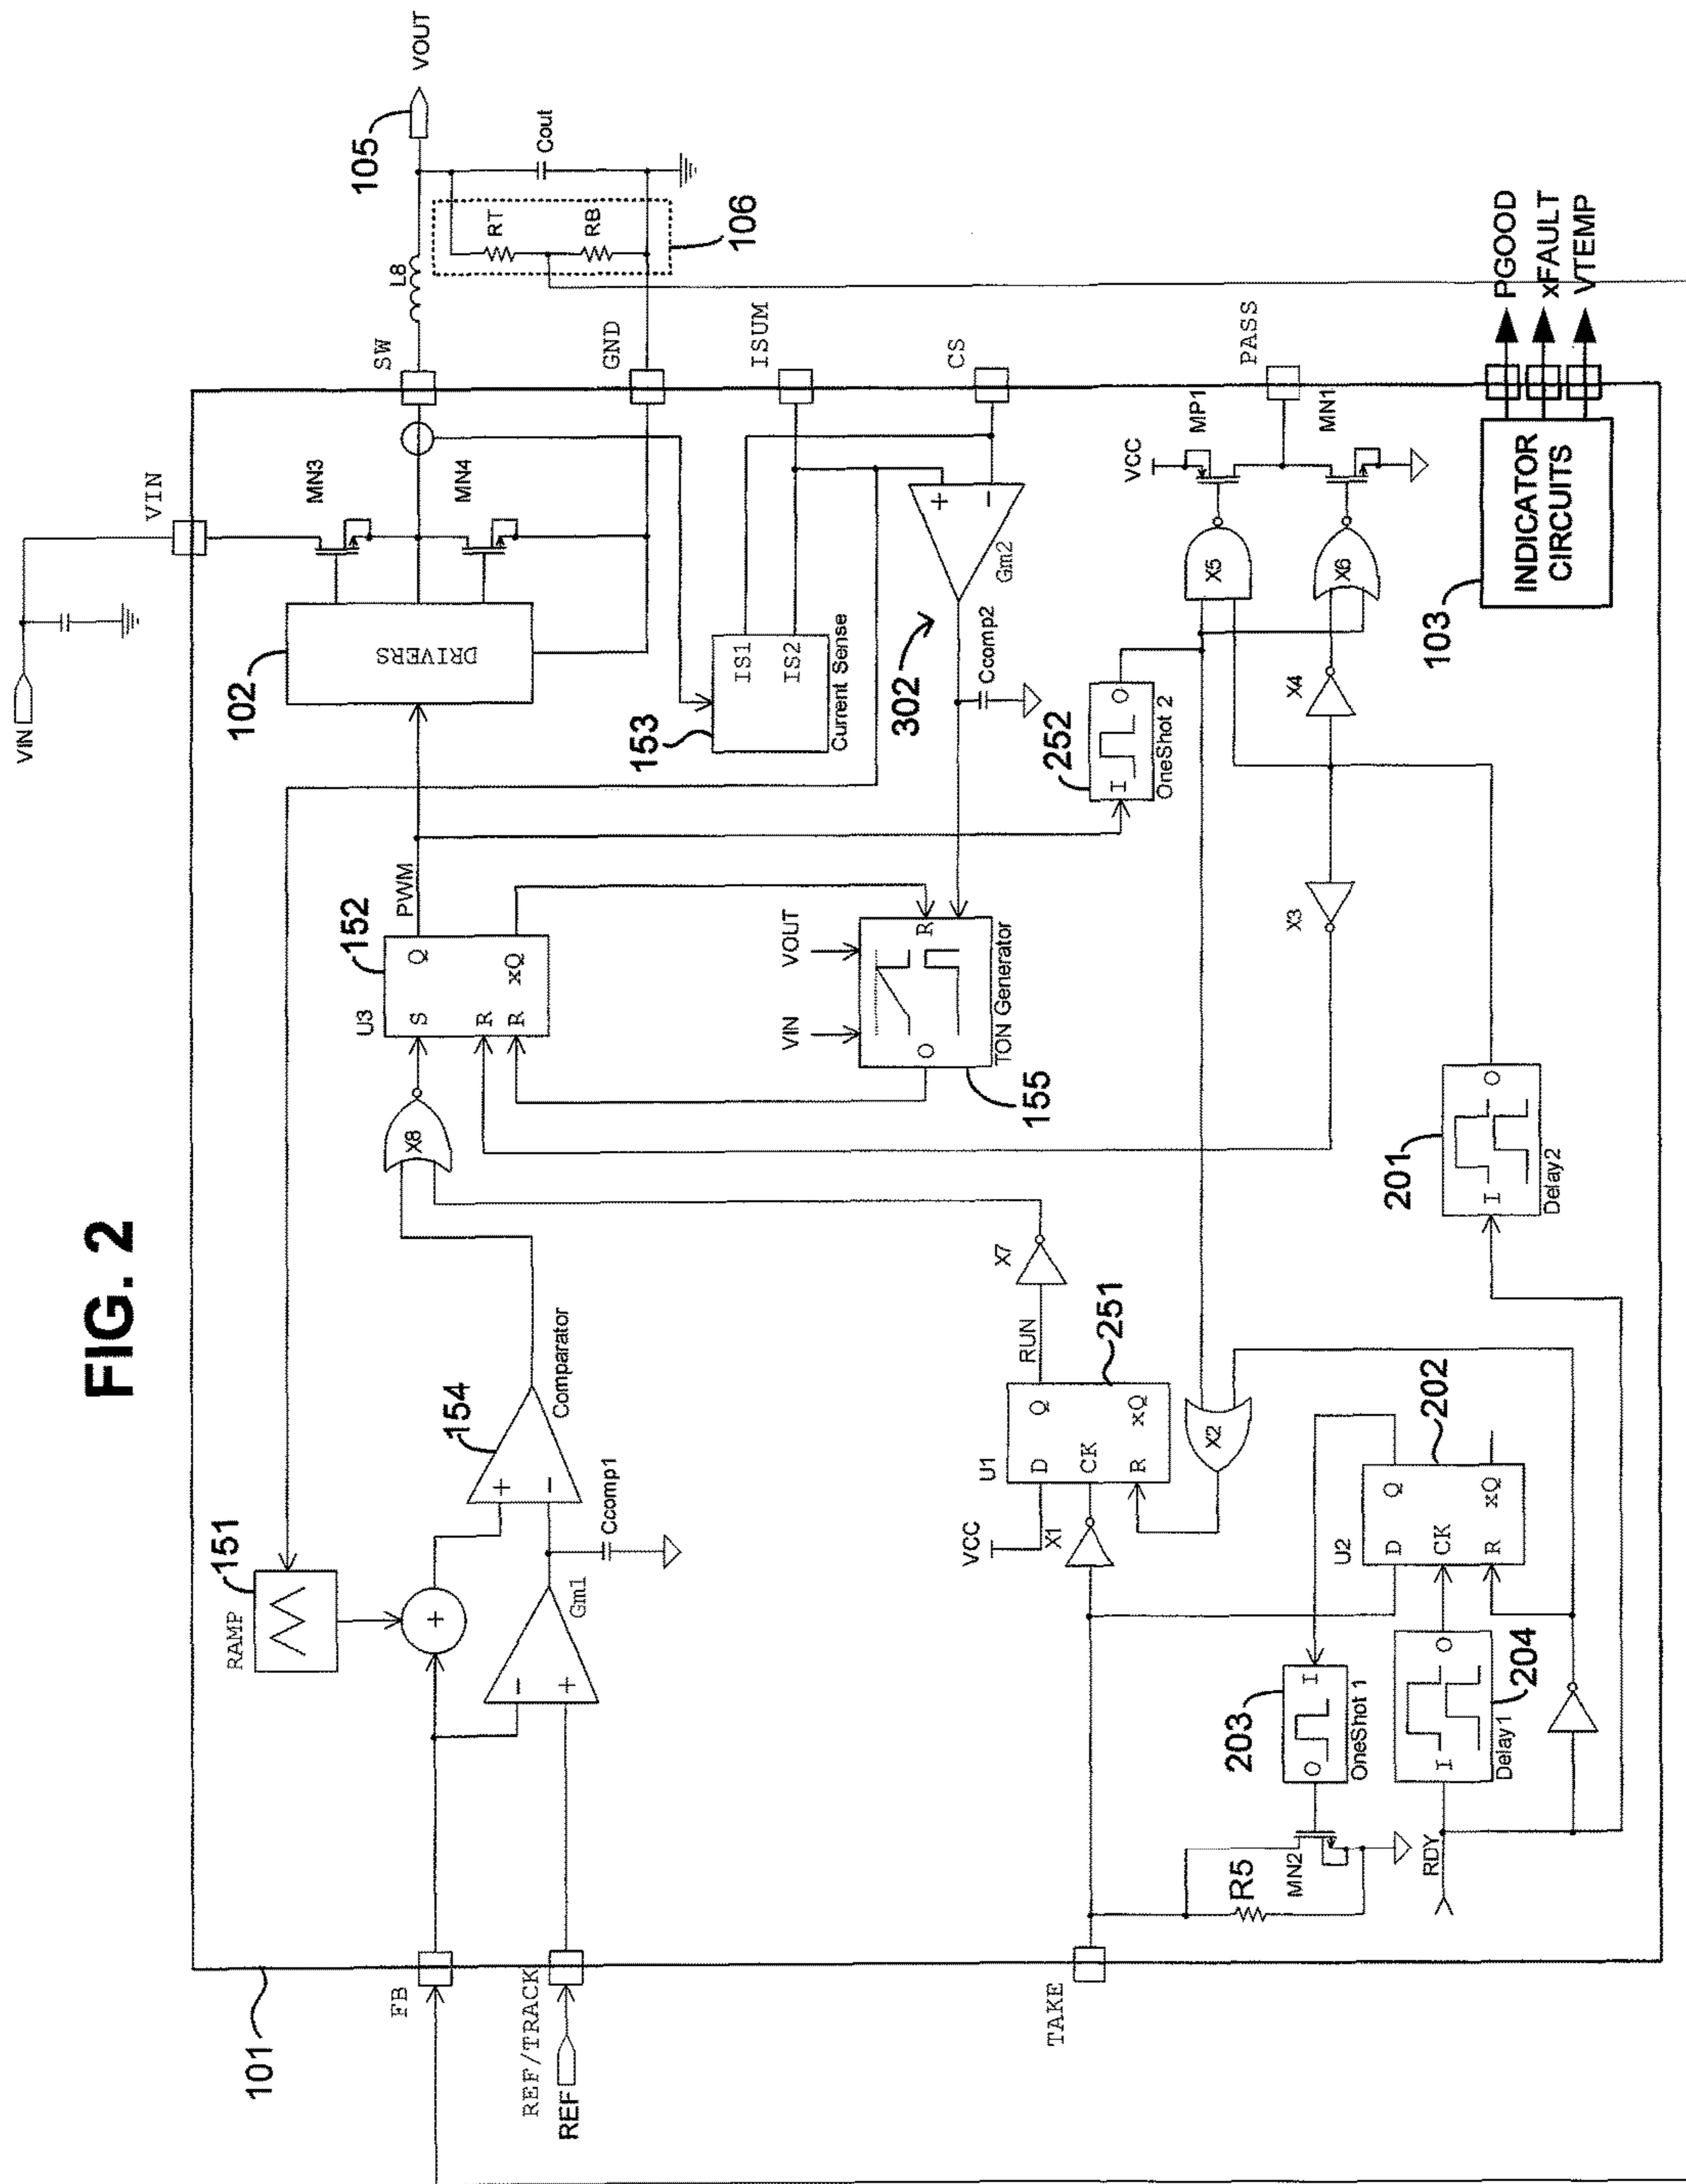 FIG. 2
VIN
VIN
101
102
DRIVERS
MN3
MN4
SW
L8
105
VOUT
RT
RB
Cout
106
GND
ISUM
CS
PASS
RAMP
151
+
FB
REF/TRACK
REF
-
+
Gm1
Ccomp1
+
-
154
Comparator
X8
U3
152
S
R
R
Q
xQ
PWM
153
IS1
IS2
Current Sense
+
-
Gm2
302
Ccomp2
VIN
VOUT
O
R
TON Generator
155
252
I
O
OneShot 2
VCC
MP1
MN1
X5
X6
X4
X3
TAKE
VCC
X1
U1
D
CK
R
Q
xQ
251
RUN
X7
X2
R5
MN2
203
O
I
OneShot 1
U2
D
CK
R
Q
xQ
202
RDY
I
O
Delay1
204
201
I
O
Delay2
103
INDICATOR
CIRCUITS
PGOOD
xFAULT
VTEMP